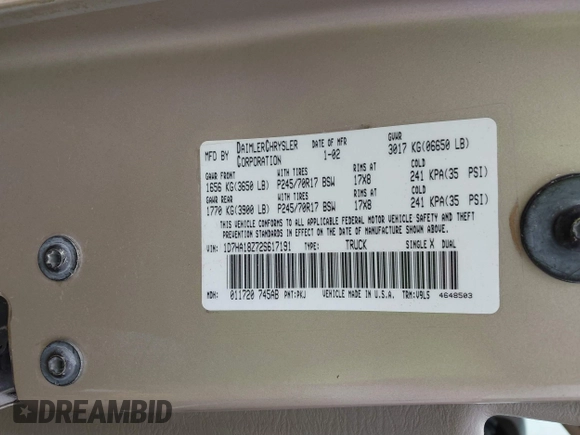 MFD BY DAIMLERCHRYSLER CORPORATION DATE OF MFR 1-02 GVWR 3017 KG(06650 LB)
GAWR FRONT WITH TIRES RIMS AT COLD
1656 KG(3650 LB) P245/70R17 BSW 17X8 241 KPA(35 PSI)
GAWR REAR WITH TIRES RIMS AT COLD
1770 KG(3900 LB) P245/70R17 BSW 17X8 241 KPA(35 PSI)
THIS VEHICLE CONFORMS TO ALL APPLICABLE FEDERAL MOTOR VEHICLE SAFETY AND THEFT
PREVENTION STANDARDS IN EFFECT ON THE DATE OF MANUFACTURE SHOWN ABOVE.
VIN: 1D7HA18Z72S617191 TYPE: TRUCK SINGLE X DUAL
MDH: 011720 745AB PNT:PKJ VEHICLE MADE IN U.S.A. TRM:V9LS 4648503
DREAMBID